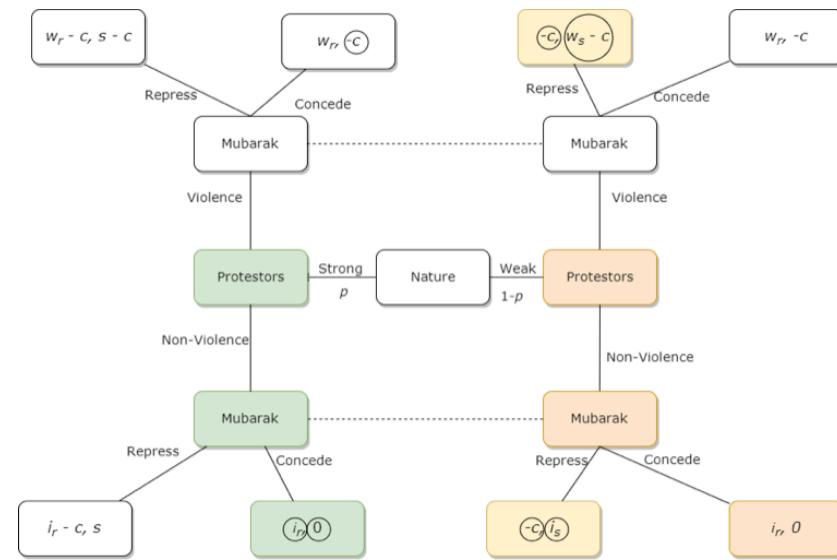 w_r - c, s - c
w_r, -c
-c, w_s - c
w_r, -c
Repress
Concede
Repress
Concede
Mubarak
Mubarak
Violence
Violence
Protestors
Strong
p
Nature
Weak
1-p
Protestors
Non-Violence
Non-Violence
Mubarak
Mubarak
Repress
Concede
Repress
Concede
i_r - c, s
i_r, 0
-c, i_s
i_r, 0